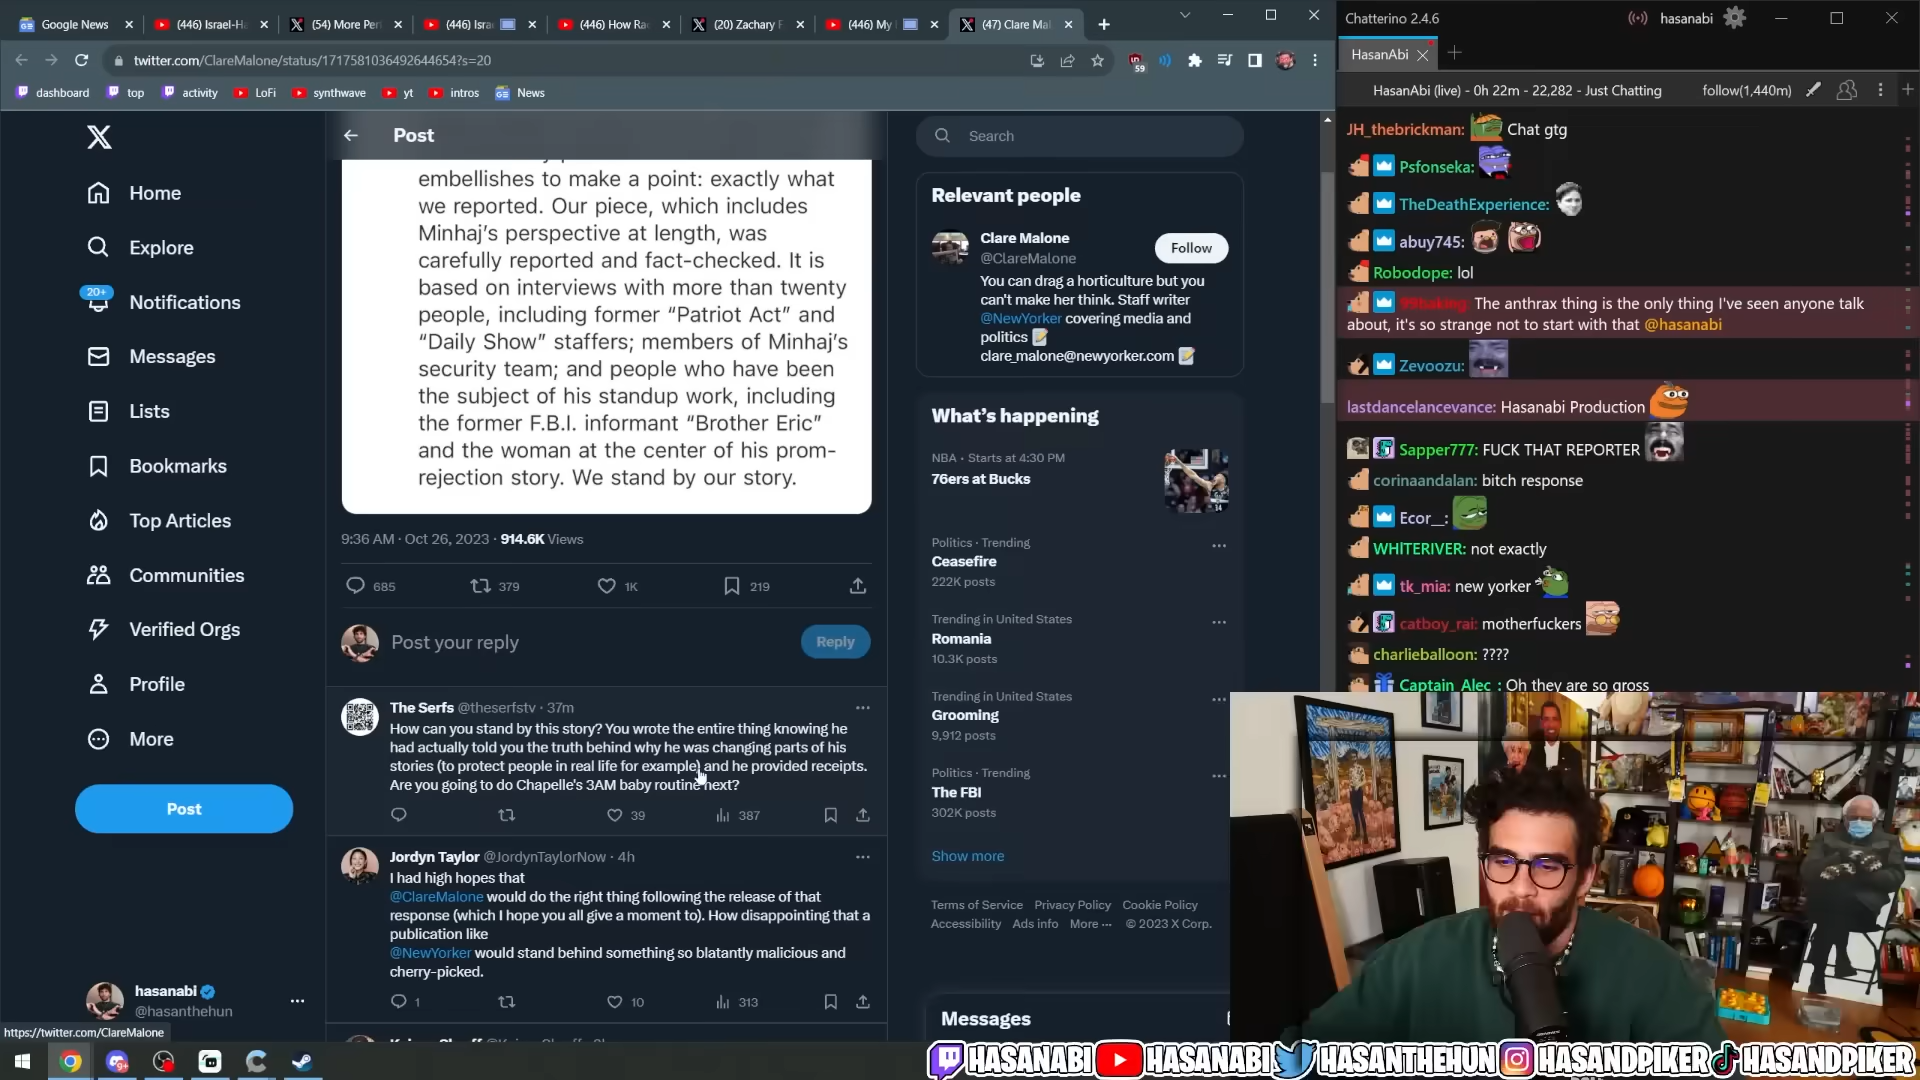 Google News
(446) Israel-Ha
(54) More Per
(446) Isra
(446) How Ra
(20) Zachary F
(446) My
(47) Clare Mal
twitter.com/ClareMalone/status/1717581036492644654?s=20
59
dashboard
top
activity
LoFi
synthwave
yt
intros
News
Home
Explore
20+
Notifications
Messages
Lists
Bookmarks
Top Articles
Communities
Verified Orgs
Profile
More
Post
hasanabi
@hasanthehun
https://twitter.com/ClareMalone
Post
embellishes to make a point: exactly what
we reported. Our piece, which includes
Minhaj’s perspective at length, was
carefully reported and fact-checked. It is
based on interviews with more than twenty
people, including former “Patriot Act” and
“Daily Show” staffers; members of Minhaj’s
security team; and people who have been
the subject of his standup work, including
the former F.B.I. informant “Brother Eric”
and the woman at the center of his prom-
rejection story. We stand by our story.
9:36 AM · Oct 26, 2023 · 914.6K Views
685 379 1K 219
Post your reply
Reply
The Serfs @theserfstv · 37m
How can you stand by this story? You wrote the entire thing knowing he
had actually told you the truth behind why he was changing parts of his
stories (to protect people in real life for example) and he provided receipts.
Are you going to do Chapelle's 3AM baby routine next?
39 387
Jordyn Taylor @JordynTaylorNow · 4h
I had high hopes that
@ClareMalone would do the right thing following the release of that
response (which I hope you all give a moment to). How disappointing that a
publication like
@NewYorker would stand behind something so blatantly malicious and
cherry-picked.
1 10 313
Search
Relevant people
Clare Malone
@ClareMalone
Follow
You can drag a horticulture but you
can't make her think. Staff writer
@NewYorker covering media and
politics
clare_malone@newyorker.com
What’s happening
NBA · Starts at 4:30 PM
76ers at Bucks
Politics · Trending
Ceasefire
222K posts
Trending in United States
Romania
10.3K posts
Trending in United States
Grooming
9,912 posts
Politics · Trending
The FBI
302K posts
Show more
Terms of Service Privacy Policy Cookie Policy
Accessibility Ads info More ··· © 2023 X Corp.
Messages
Chatterino 2.4.6
hasanabi
HasanAbi
HasanAbi (live) - 0h 22m - 22,282 - Just Chatting
follow(1,440m)
JH_thebrickman: Chat gtg
Psfonseka:
TheDeathExperience:
abuy745:
Robodope: lol
The anthrax thing is the only thing I've seen anyone talk
about, it's so strange not to start with that @hasanabi
Zevoozu:
lastdancelancevance: Hasanabi Production
Sapper777: FUCK THAT REPORTER
corinaandalan: bitch response
Ecor__:
WHITERIVER: not exactly
tk_mia: new yorker
catboy_rai: motherfuckers
charlieballoon: ????
Captain_Alec_: Oh they are so gross
HASANABI HASANABI HASANTHEHUN HASANDPIKER HASANDPIKER